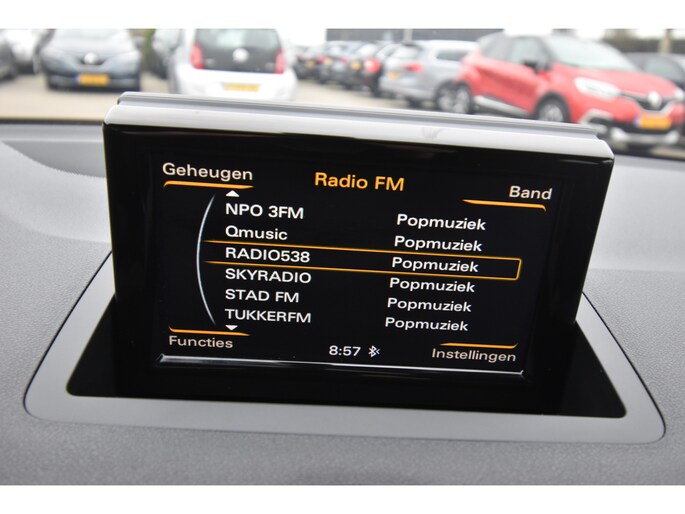 Geheugen Radio FM Band
NPO 3FM Popmuziek
Qmusic Popmuziek
RADIO538 Popmuziek
SKYRADIO Popmuziek
STAD FM Popmuziek
TUKKERFM Popmuziek
Functies 8:57 Instellingen